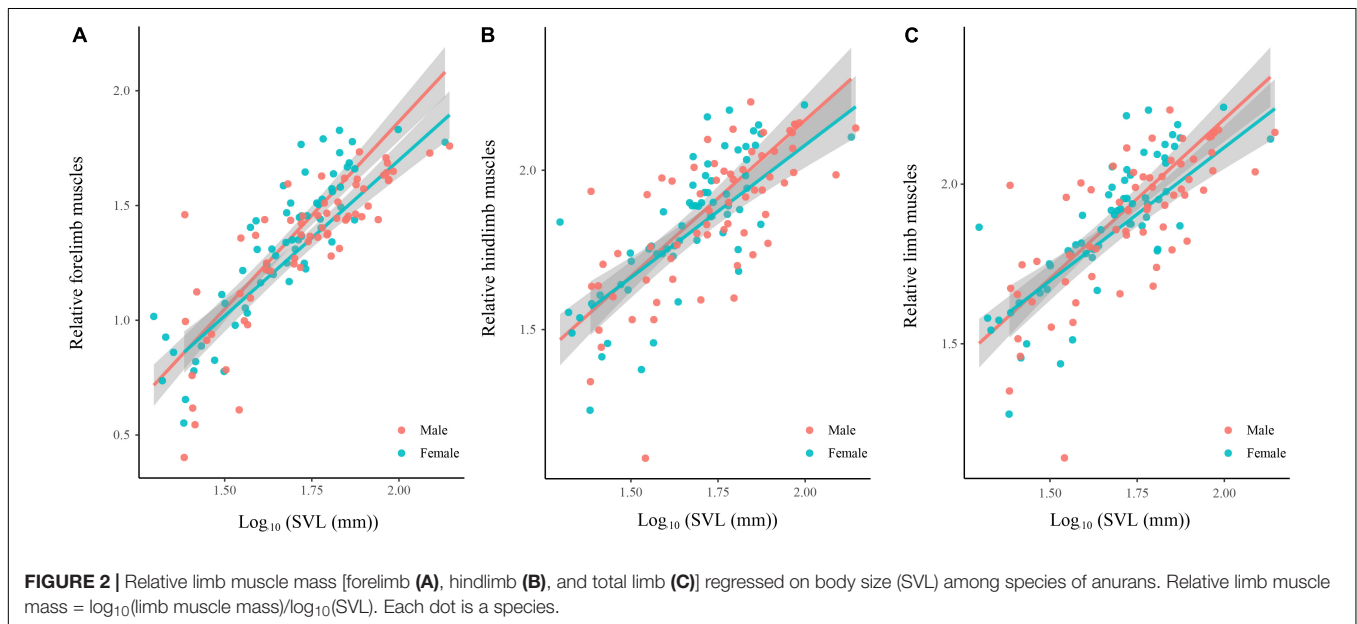 A
Relative forelimb muscles
2.0
1.5
1.0
0.5
1.50 1.75 2.00
Log10 (SVL (mm))
Male
Female
B
Relative hindlimb muscles
2.0
1.5
1.50 1.75 2.00
Log10 (SVL (mm))
Male
Female
C
Relative limb muscles
2.0
1.5
1.50 1.75 2.00
Log10 (SVL (mm))
Male
Female
FIGURE 2 | Relative limb muscle mass [forelimb (A), hindlimb (B), and total limb (C)] regressed on body size (SVL) among species of anurans. Relative limb muscle
mass = log10(limb muscle mass)/log10(SVL). Each dot is a species.